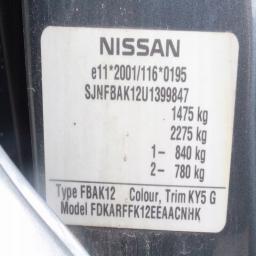 NISSAN
e11*2001/116*0195
SJNFBAK12U1399847
1475 kg
2275 kg
1- 840 kg
2- 780 kg
Type FBAK12 Colour, Trim KY5 G
Model FDKARFFK12EEAACNHK